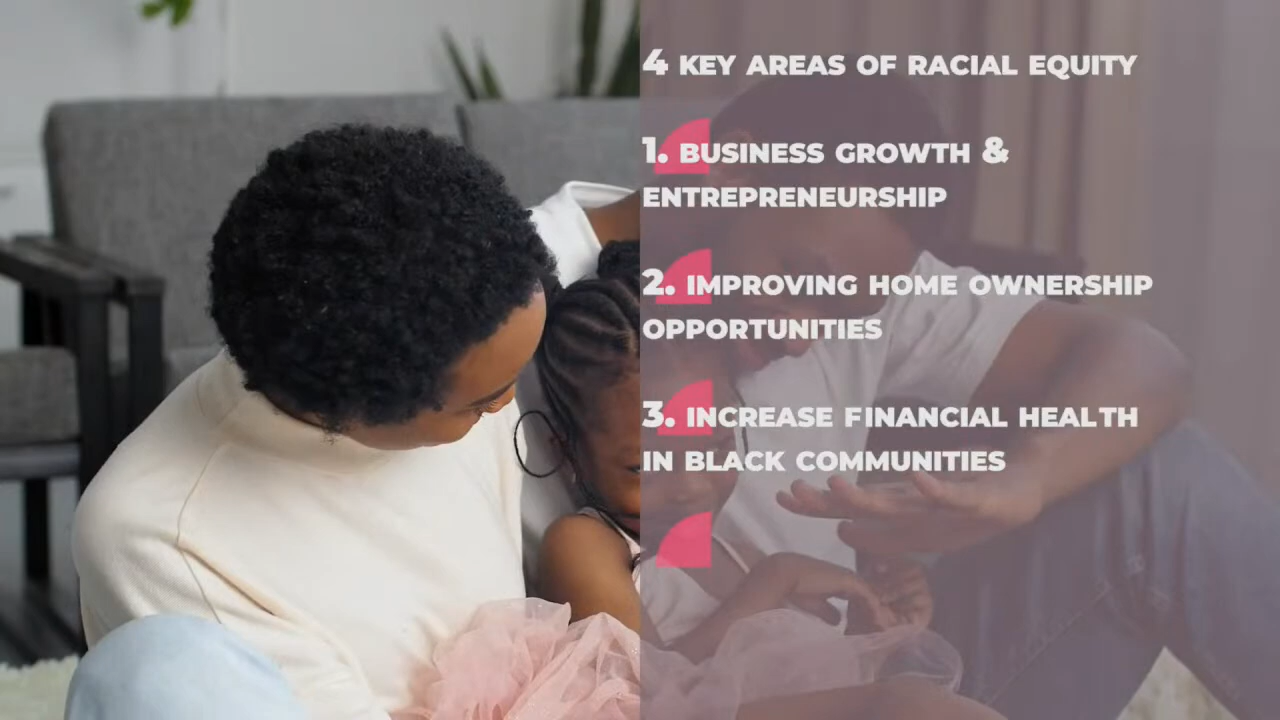 4 KEY AREAS OF RACIAL EQUITY
1. BUSINESS GROWTH &
ENTREPRENEURSHIP
2. IMPROVING HOME OWNERSHIP
OPPORTUNITIES
3. INCREASE FINANCIAL HEALTH
IN BLACK COMMUNITIES